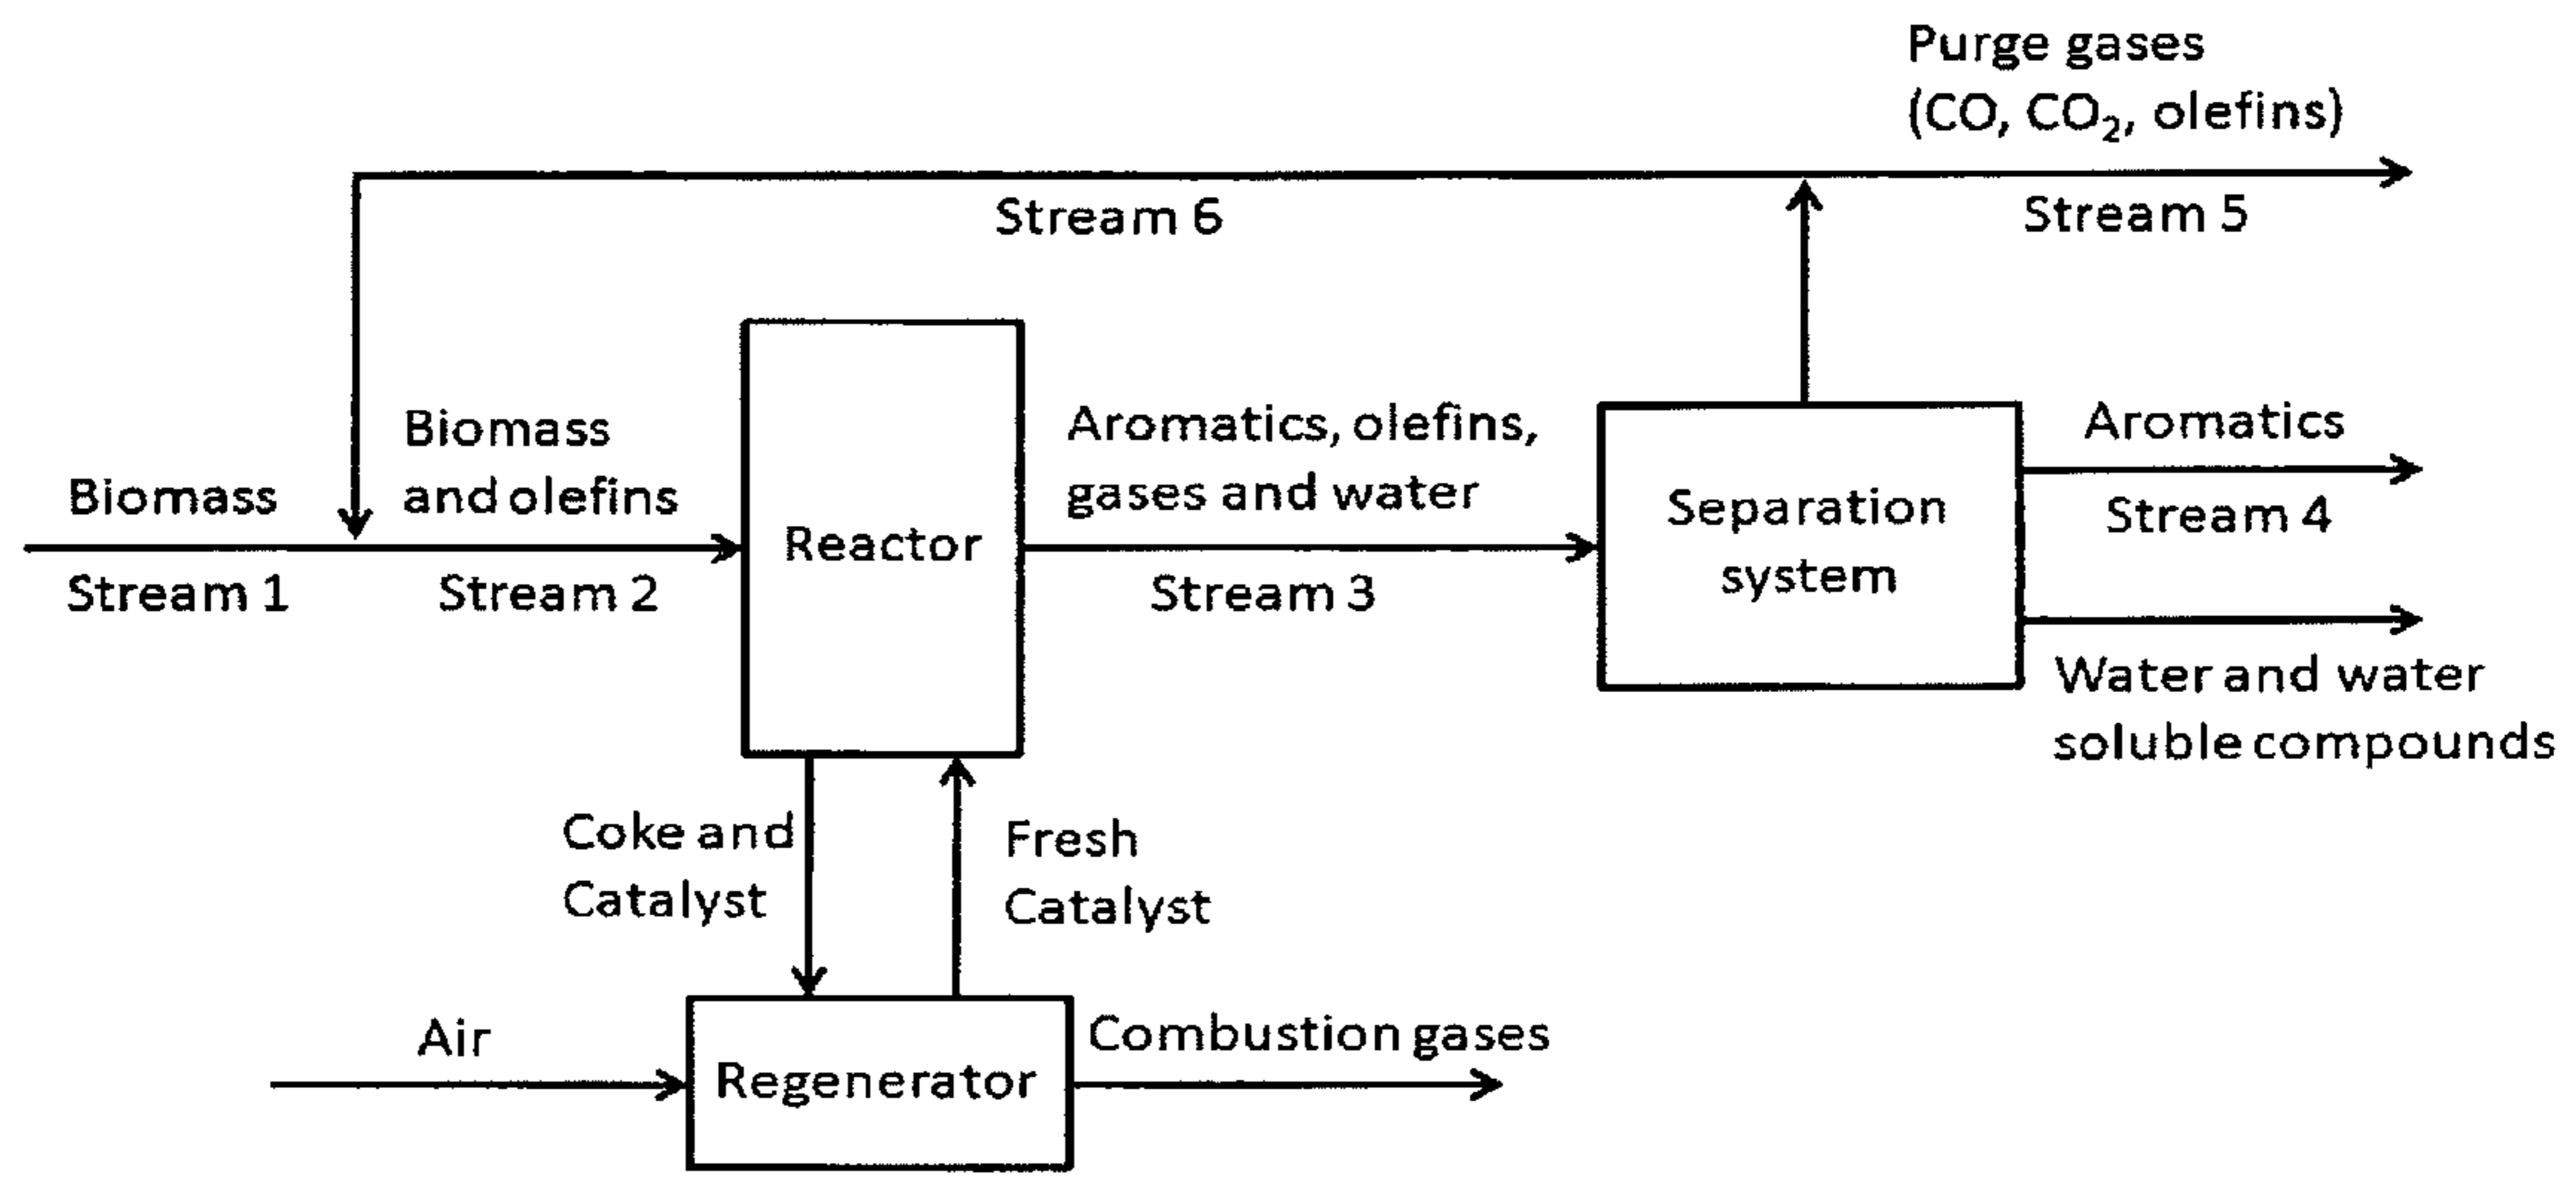 Purge gases
(CO, CO₂, olefins)
Stream 6
Stream 5
Biomass
and olefins
Biomass
Stream 1
Stream 2
Reactor
Aromatics, olefins,
gases and water
Stream 3
Separation
system
Aromatics
Stream 4
Water and water
soluble compounds
Coke and
Catalyst
Fresh
Catalyst
Air
Regenerator
Combustion gases